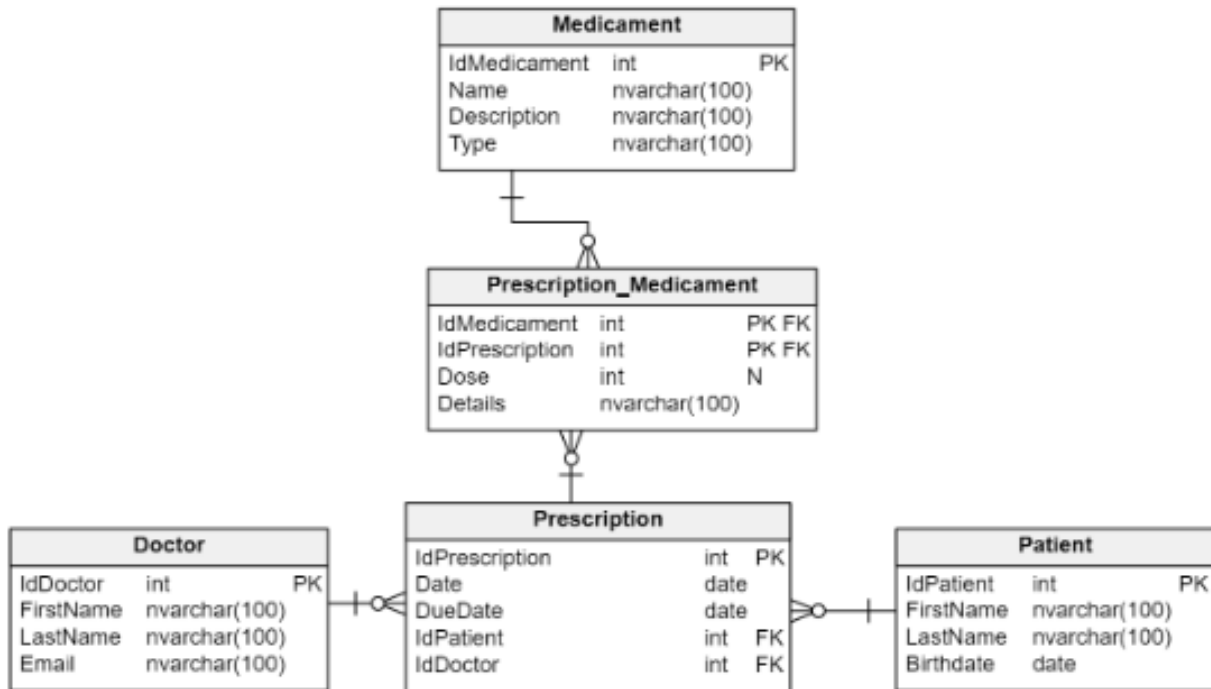 Medicament
IdMedicament int PK
Name nvarchar(100)
Description nvarchar(100)
Type nvarchar(100)
Prescription_Medicament
IdMedicament int PK FK
IdPrescription int PK FK
Dose int N
Details nvarchar(100)
Doctor
IdDoctor int PK
FirstName nvarchar(100)
LastName nvarchar(100)
Email nvarchar(100)
Prescription
IdPrescription int PK
Date date
DueDate date
IdPatient int FK
IdDoctor int FK
Patient
IdPatient int PK
FirstName nvarchar(100)
LastName nvarchar(100)
Birthdate date